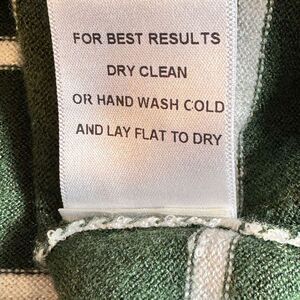 FOR BEST RESULTS
DRY CLEAN
OR HAND WASH COLD
AND LAY FLAT TO DRY